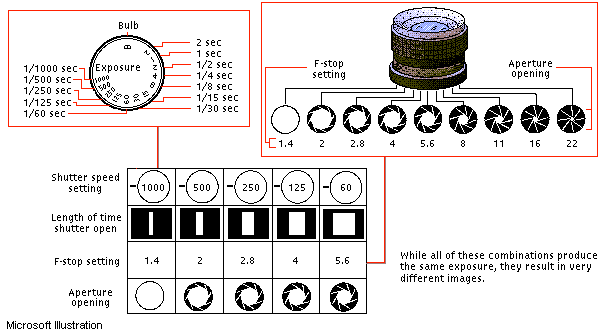 Bulb
2 sec
1 sec
1/2 sec
1/4 sec
1/8 sec
1/15 sec
1/30 sec
1/1000 sec
1/500 sec
1/250 sec
1/125 sec
1/60 sec
Exposure
B
1000
500
60
F-stop
setting
Aperture
opening
1.4 2 2.8 4 5.6 8 11 16 22
Shutter speed
setting
1000 500 250 125 60
Length of time
shutter open
F-stop setting
1.4 2 2.8 4 5.6
Aperture
opening
While all of these combinations produce
the same exposure, they result in very
different images.
Microsoft Illustration